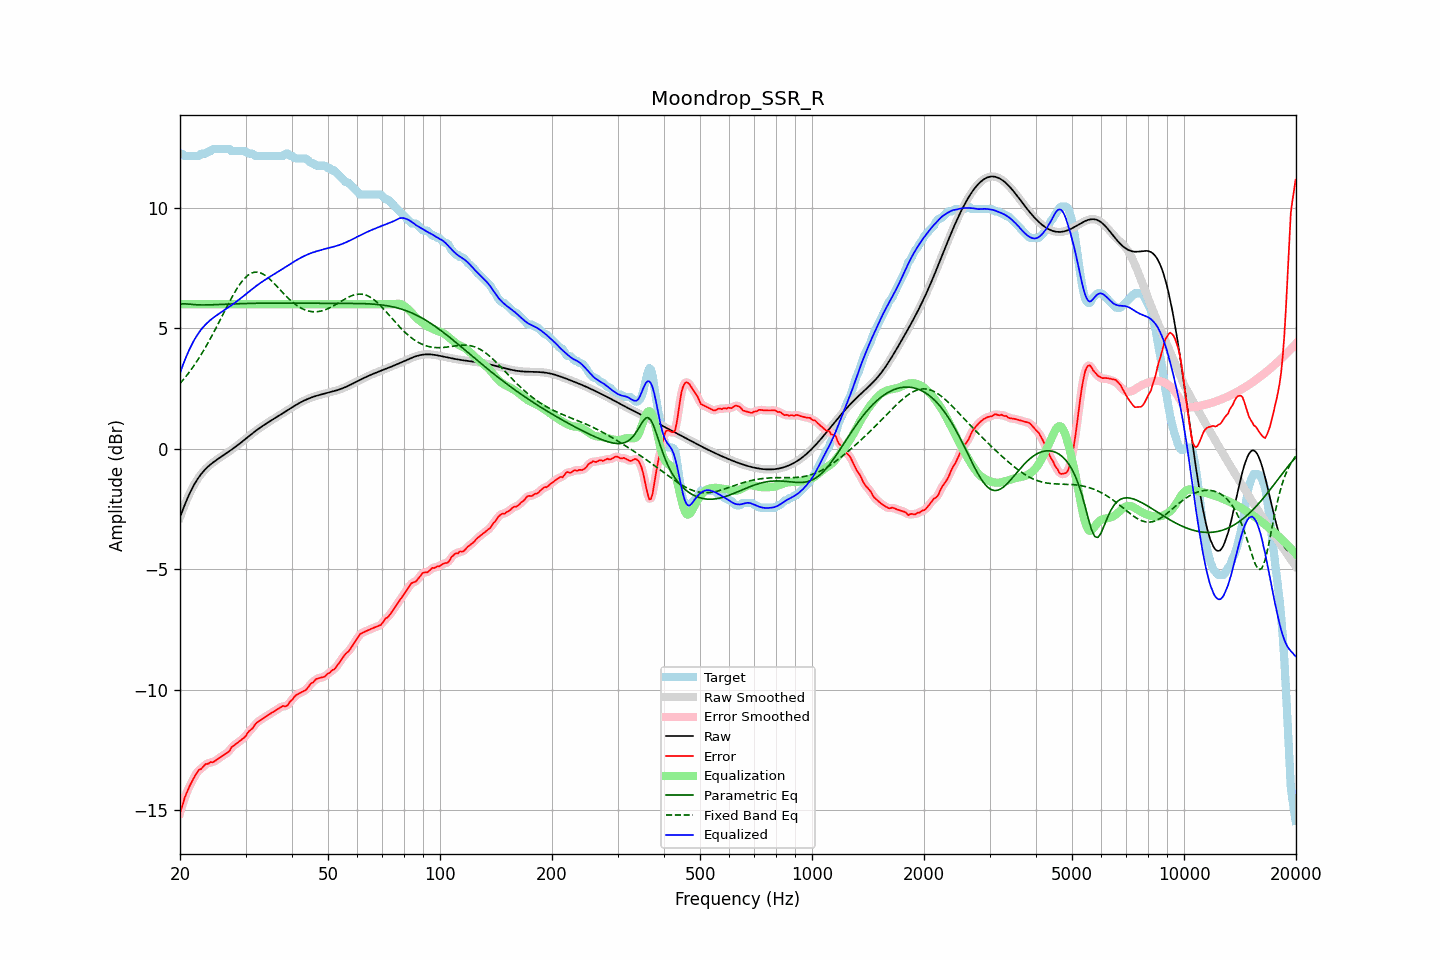 Moondrop_SSR_R
Amplitude (dBr)
10
5
0
−5
−10
−15
Target
Raw Smoothed
Error Smoothed
Raw
Error
Equalization
Parametric Eq
Fixed Band Eq
Equalized
20 50 100 200 500 1000 2000 5000 10000 20000
Frequency (Hz)